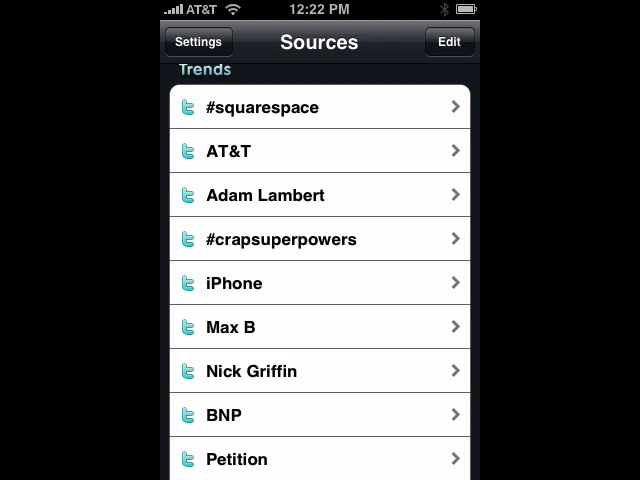 AT&T 12:22 PM
Settings Sources Edit
Trends
#squarespace
AT&T
Adam Lambert
#crapsuperpowers
iPhone
Max B
Nick Griffin
BNP
Petition